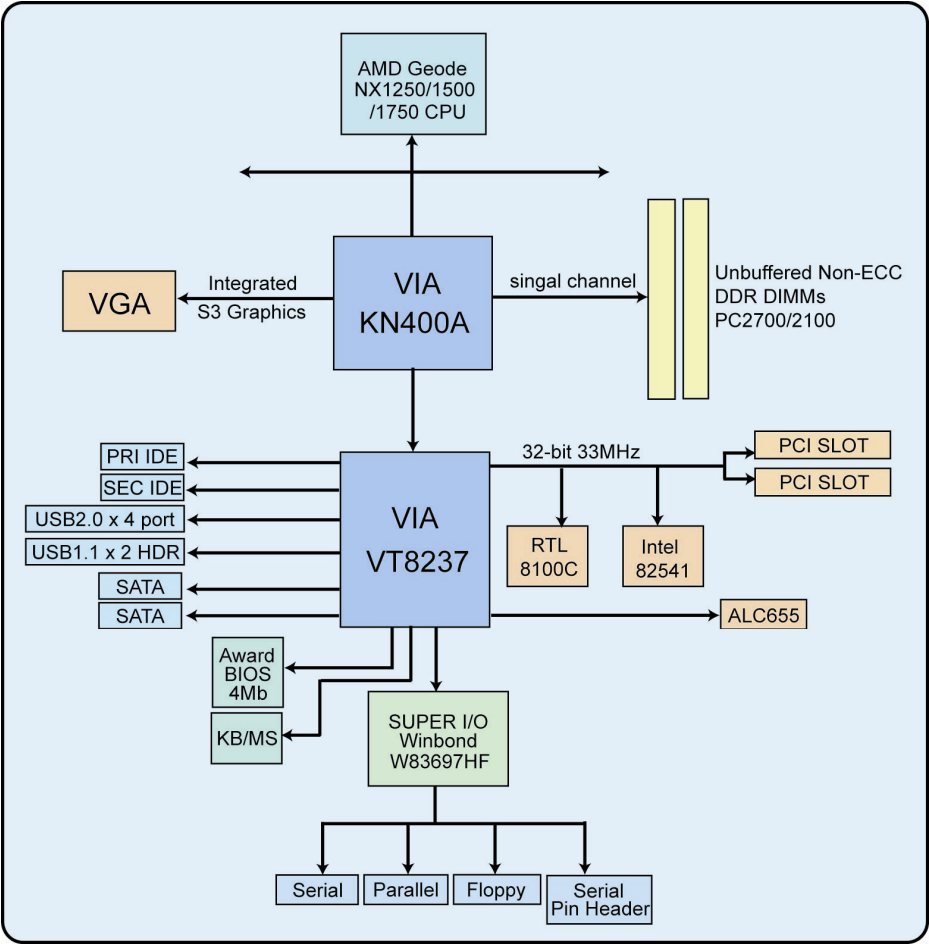 AMD Geode
NX1250/1500
/1750 CPU
VGA
Integrated
S3 Graphics
VIA
KN400A
singal channel
Unbuffered Non-ECC
DDR DIMMs
PC2700/2100
PRI IDE
SEC IDE
USB2.0 x 4 port
USB1.1 x 2 HDR
SATA
SATA
VIA
VT8237
32-bit 33MHz
PCI SLOT
PCI SLOT
RTL
8100C
Intel
82541
ALC655
Award
BIOS
4Mb
KB/MS
SUPER I/O
Winbond
W83697HF
Serial
Parallel
Floppy
Serial
Pin Header